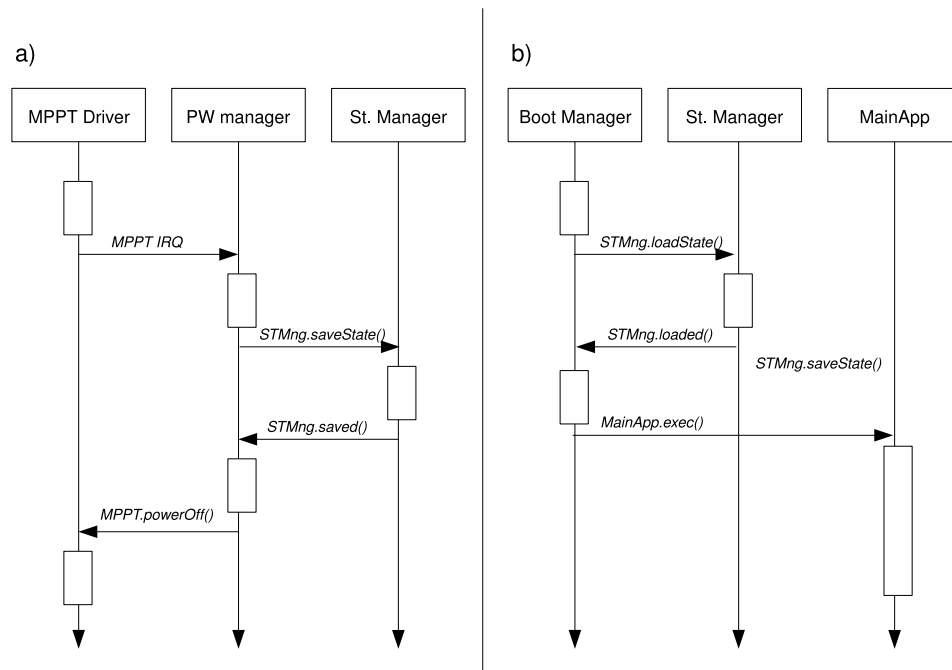 a)
MPPT Driver
PW manager
St. Manager
MPPT IRQ
STMng.saveState()
STMng.saved()
MPPT.powerOff()
b)
Boot Manager
St. Manager
MainApp
STMng.loadState()
STMng.loaded()
STMng.saveState()
MainApp.exec()